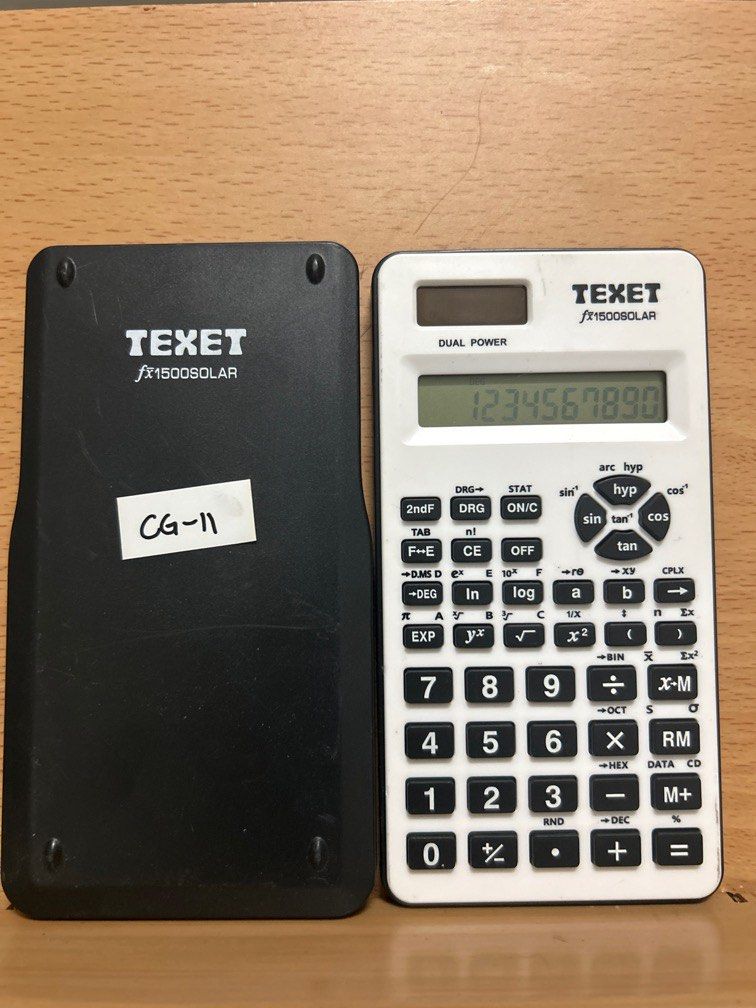 TEXET
fx1500SOLAR
CG-11
TEXET
fx1500SOLAR
DUAL POWER
DEG
1234567890
arc hyp
DRG→ STAT sin⁻¹ hyp cos⁻¹
2ndF DRG ON/C sin tan⁻¹ cos
TAB n!
F↔E CE OFF tan
→D.MS D eˣ E 10ˣ F →rθ →xy CPLX
→DEG ln log a b →
π A ˣ√ B ³√ C 1/X ↕ n Σx
EXP yˣ √ x² ( )
→BIN x̅ Σx²
7 8 9 ÷ x→M
→OCT S σ
4 5 6 × RM
→HEX DATA CD
1 2 3 − M+
RND →DEC %
0 +/− • + =